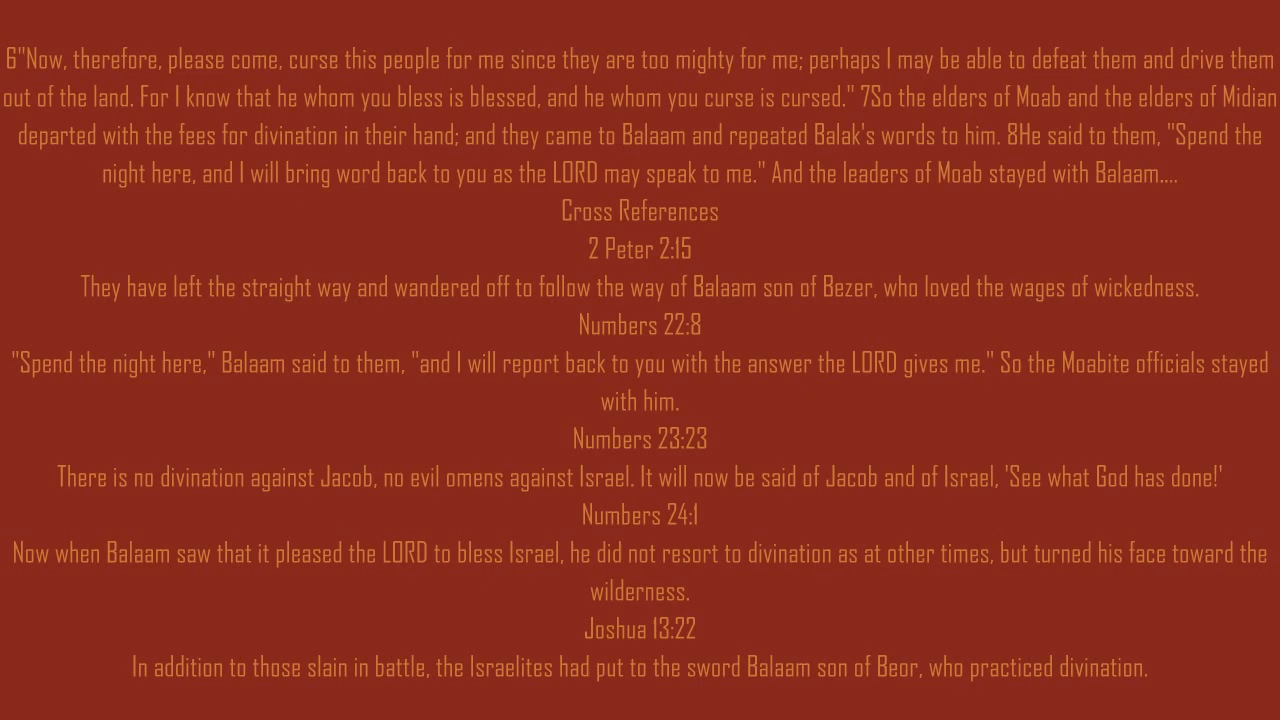 6"Now, therefore, please come, curse this people for me since they are too mighty for me; perhaps I may be able to defeat them and drive them
out of the land. For I know that he whom you bless is blessed, and he whom you curse is cursed." 7So the elders of Moab and the elders of Midian
departed with the fees for divination in their hand; and they came to Balaam and repeated Balak's words to him. 8He said to them, "Spend the
night here, and I will bring word back to you as the LORD may speak to me." And the leaders of Moab stayed with Balaam....
Cross References
2 Peter 2:15
They have left the straight way and wandered off to follow the way of Balaam son of Bezer, who loved the wages of wickedness.
Numbers 22:8
"Spend the night here," Balaam said to them, "and I will report back to you with the answer the LORD gives me." So the Moabite officials stayed
with him.
Numbers 23:23
There is no divination against Jacob, no evil omens against Israel. It will now be said of Jacob and of Israel, 'See what God has done!'
Numbers 24:1
Now when Balaam saw that it pleased the LORD to bless Israel, he did not resort to divination as at other times, but turned his face toward the
wilderness.
Joshua 13:22
In addition to those slain in battle, the Israelites had put to the sword Balaam son of Beor, who practiced divination.